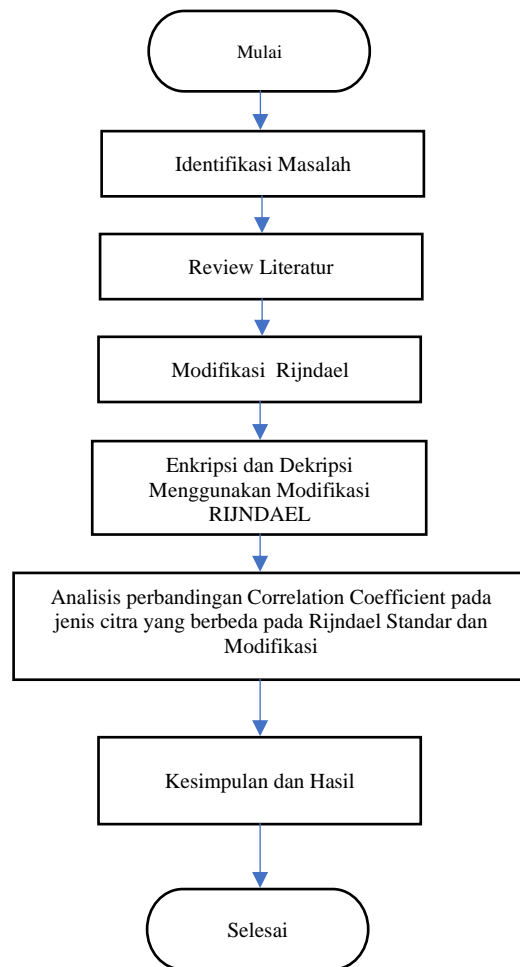 Mulai
Identifikasi Masalah
Review Literatur
Modifikasi Rijndael
Enkripsi dan Dekripsi
Menggunakan Modifikasi
RIJNDAEL
Analisis perbandingan Correlation Coefficient pada
jenis citra yang berbeda pada Rijndael Standar dan
Modifikasi
Kesimpulan dan Hasil
Selesai